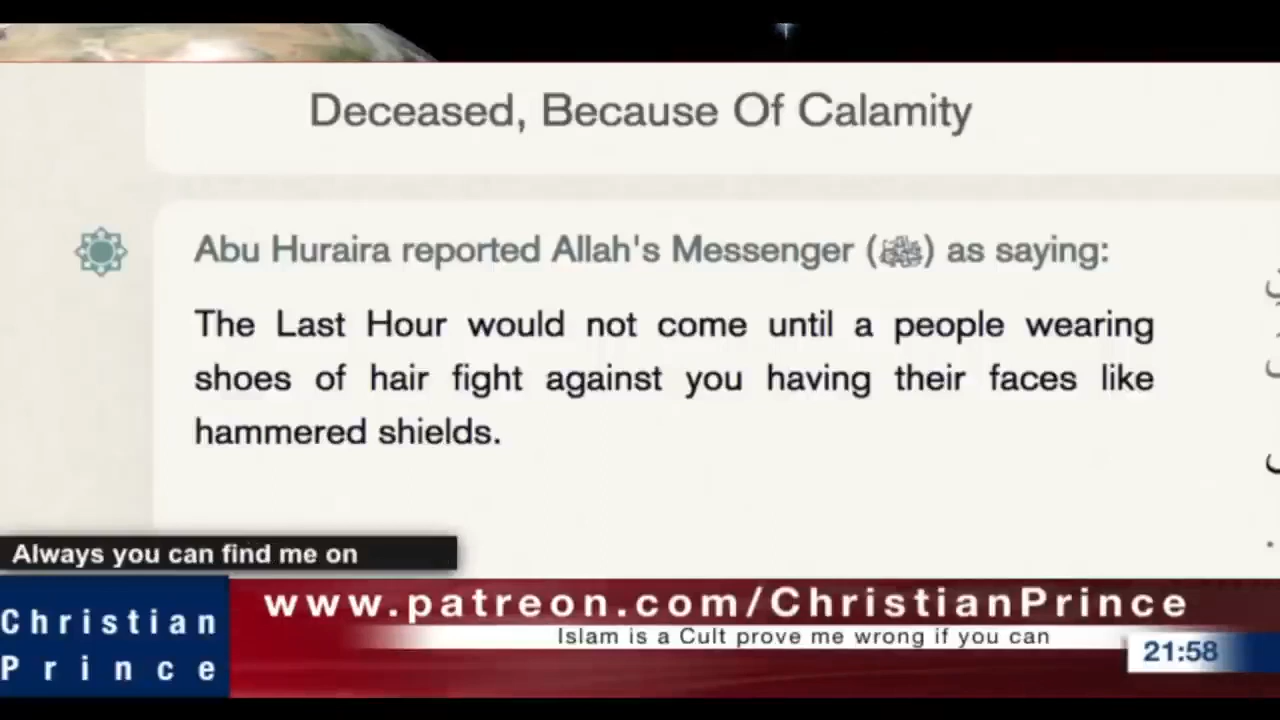 Deceased, Because Of Calamity
Abu Huraira reported Allah's Messenger (ﷺ) as saying:
The Last Hour would not come until a people wearing
shoes of hair fight against you having their faces like
hammered shields.
Always you can find me on
www.patreon.com/ChristianPrince
Christian
Prince
Islam is a Cult prove me wrong if you can
21:58